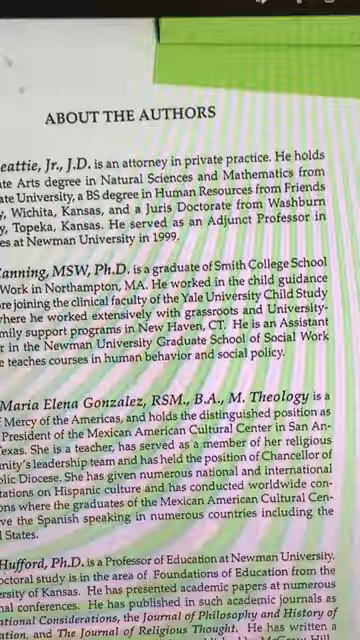 ABOUT THE AUTHORS
eattie, Jr., J.D. is an attorney in private practice. He holds
te Arts degree in Natural Sciences and Mathematics from
ate University, a BS degree in Human Resources from Friends
y, Wichita, Kansas, and a Juris Doctorate from Washburn
y, Topeka, Kansas. He served as an Adjunct Professor in
es at Newman University in 1999.
anning, MSW, Ph.D. is a graduate of Smith College School
Work in Northampton, MA. He worked in the child guidance
re joining the clinical faculty of the Yale University Child Study
where he worked extensively with grassroots and University-
mily support programs in New Haven, CT. He is an Assistant
r in the Newman University Graduate School of Social Work
e teaches courses in human behavior and social policy.
Maria Elena Gonzalez, RSM., B.A., M. Theology is a
f Mercy of the Americas, and holds the distinguished position as
President of the Mexican American Cultural Center in San An-
Texas. She is a teacher, has served as a member of her religious
unity's leadership team and has held the position of Chancellor of
olic Diocese. She has given numerous national and international
tations on Hispanic culture and has conducted worldwide con-
ons where the graduates of the Mexican American Cultural Cen-
ve the Spanish speaking in numerous countries including the
l States.
Hufford, Ph.D. is a Professor of Education at Newman University.
octoral study is in the area of Foundations of Education from the
ersity of Kansas. He has presented academic papers at numerous
nal conferences. He has published in such academic journals as
ational Considerations, the Journal of Philosophy and History of
ation, and The Journal of Religious Thought. He has written a